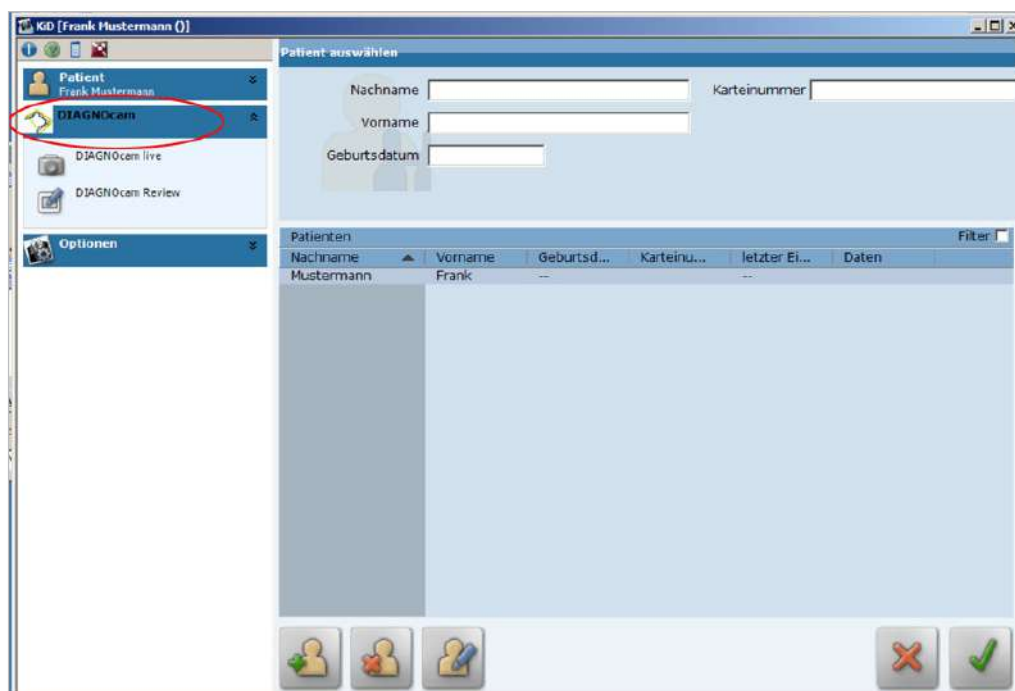 KiD [Frank Mustermann ()]
Patient
Frank Mustermann
DIAGNOcam
DIAGNOcam live
DIAGNOcam Review
Optionen
Patient auswählen
Nachname
Karteinummer
Vorname
Geburtsdatum
Patienten Filter
Nachname Vorname Geburtsd... Karteinu... letzter Ei... Daten
Mustermann Frank -- --